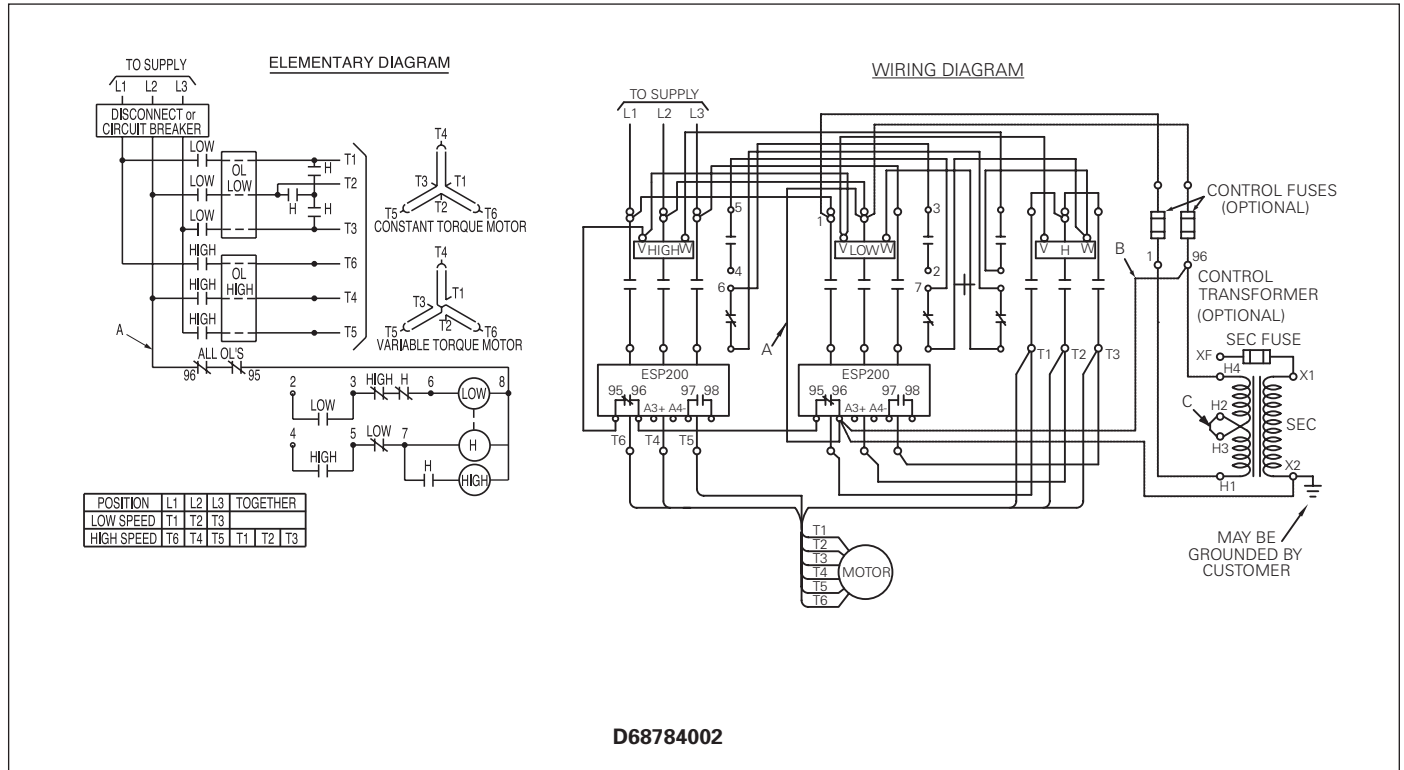 ELEMENTARY DIAGRAM
TO SUPPLY
L1 L2 L3
DISCONNECT or
CIRCUIT BREAKER
LOW
LOW
LOW
HIGH
HIGH
HIGH
OL
LOW
OL
HIGH
H
H
H
T1
T2
T3
T6
T4
T5
T4
T3 T1
T2
T5 T6
CONSTANT TORQUE MOTOR
T4
T3 T1
T2
T5 T6
VARIABLE TORQUE MOTOR
A
ALL OL'S
96 95
2 3 HIGH H 6 8
LOW
LOW
4 5 LOW 7
H
HIGH
H
HIGH
POSITION L1 L2 L3 TOGETHER
LOW SPEED T1 T2 T3
HIGH SPEED T6 T4 T5 T1 T2 T3
WIRING DIAGRAM
TO SUPPLY
L1 L2 L3
V HIGH W
5
4
6
1
V LOW W
3
2
7
V H W
A
T1 T2 T3
ESP200
95 96 97 98
A3+ A4-
T6 T4 T5
ESP200
95 96 97 98
A3+ A4-
T1
T2
T3
T4
T5
T6
MOTOR
CONTROL FUSES
(OPTIONAL)
B
1 96
CONTROL
TRANSFORMER
(OPTIONAL)
SEC FUSE
XF
H4 X1
C
H2
H3
SEC
H1 X2
MAY BE
GROUNDED BY
CUSTOMER
D68784002